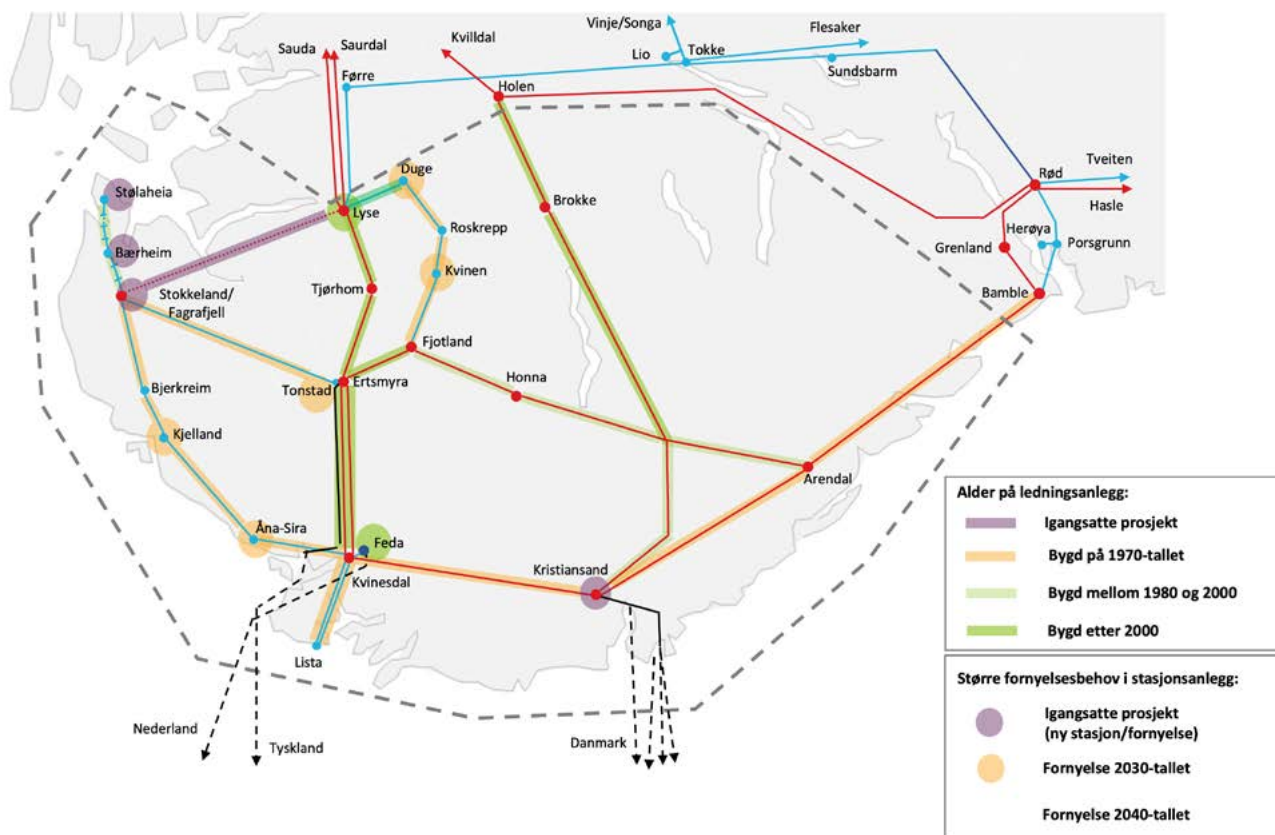 Vinje/Songa
Flesaker
Sauda
Saurdal
Kvilldal
Lio
Tokke
Sundsbarm
Førre
Holen
Tveiten
Rød
Hasle
Stølaheia
Duge
Lyse
Brokke
Roskrepp
Herøya
Porsgrunn
Grenland
Bærheim
Kvinen
Tjørhom
Bamble
Stokkeland/
Fagrafjell
Fjotland
Bjerkreim
Tonstad
Ertsmyra
Honna
Kjelland
Arendal
Åna-Sira
Feda
Kvinesdal
Kristiansand
Lista
Nederland
Tyskland
Danmark
Alder på ledningsanlegg:
Igangsatte prosjekt
Bygd på 1970-tallet
Bygd mellom 1980 og 2000
Bygd etter 2000
Større fornyelsesbehov i stasjonsanlegg:
Igangsatte prosjekt
(ny stasjon/fornyelse)
Fornyelse 2030-tallet
Fornyelse 2040-tallet